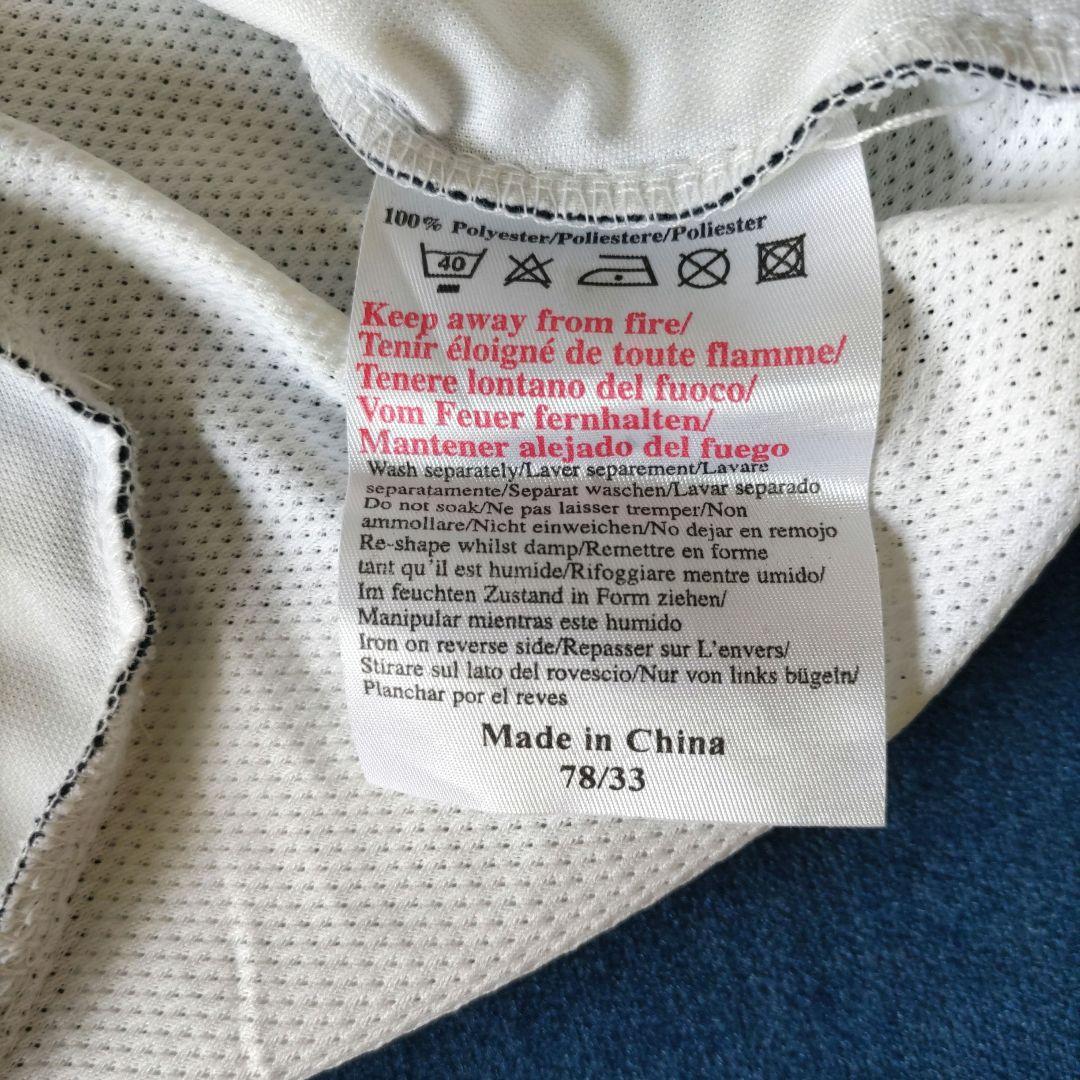 100% Polyester/Poliestere/Poliester
40
Keep away from fire/
Tenir éloigné de toute flamme/
Tenere lontano del fuoco/
Vom Feuer fernhalten/
Mantener alejado del fuego
Wash separately/Laver separement/Lavare
separatamente/Separat waschen/Lavar separado
Do not soak/Ne pas laisser tremper/Non
ammollare/Nicht einweichen/No dejar en remojo
Re-shape whilst damp/Remettre en forme
tant qu'il est humide/Rifoggiare mentre umido/
Im feuchten Zustand in Form ziehen/
Manipular mientras este humido
Iron on reverse side/Repasser sur L'envers/
Stirare sul lato del rovescio/Nur von links bügeln/
Planchar por el reves
Made in China
78/33